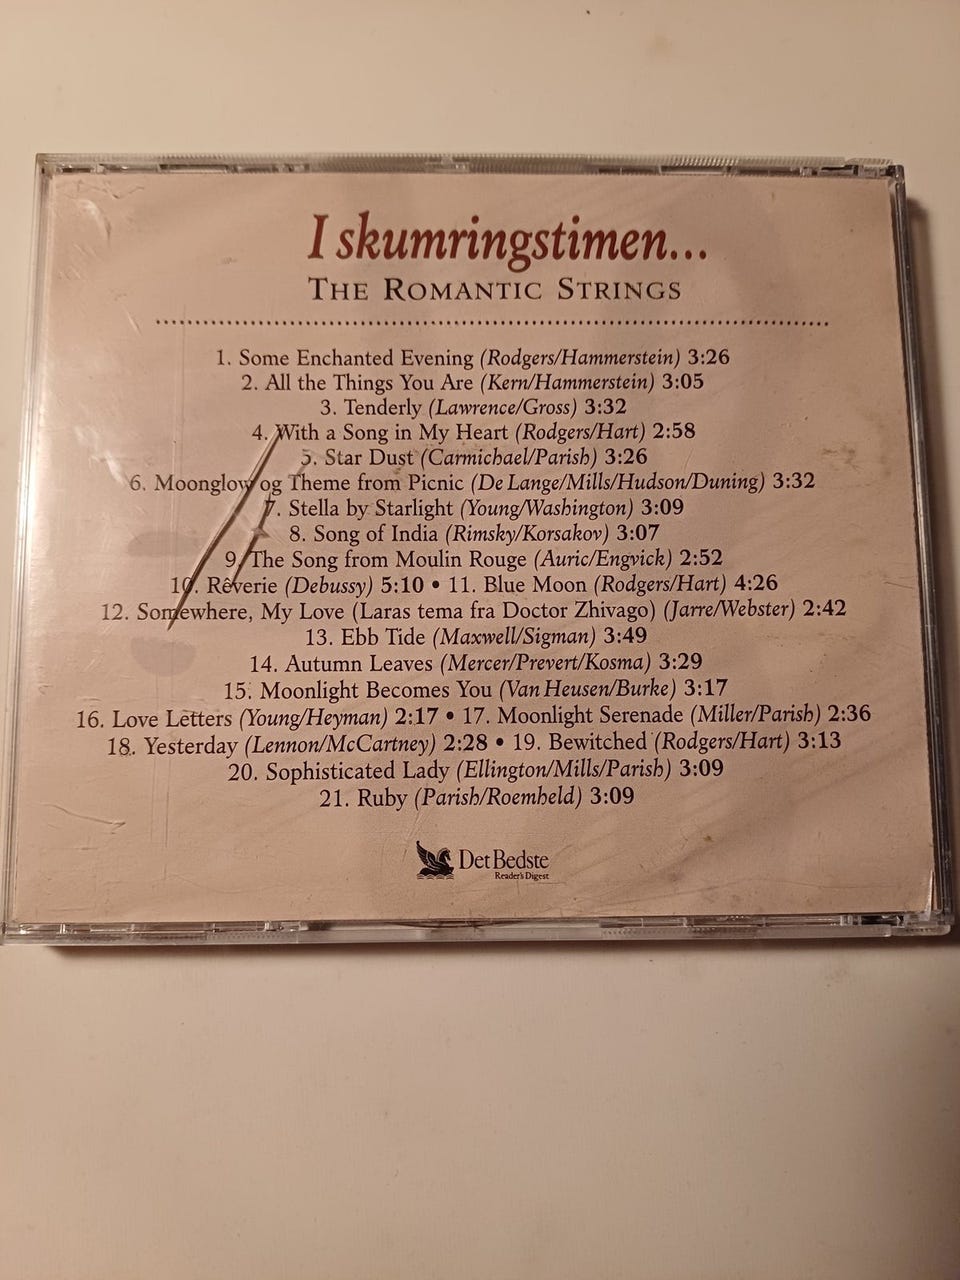 I skumringstimen...
THE ROMANTIC STRINGS
1. Some Enchanted Evening (Rodgers/Hammerstein) 3:26
2. All the Things You Are (Kern/Hammerstein) 3:05
3. Tenderly (Lawrence/Gross) 3:32
4. With a Song in My Heart (Rodgers/Hart) 2:58
5. Star Dust (Carmichael/Parish) 3:26
6. Moonglow og Theme from Picnic (De Lange/Mills/Hudson/Duning) 3:32
7. Stella by Starlight (Young/Washington) 3:09
8. Song of India (Rimsky/Korsakov) 3:07
9. The Song from Moulin Rouge (Auric/Engvick) 2:52
10. Rêverie (Debussy) 5:10 • 11. Blue Moon (Rodgers/Hart) 4:26
12. Somewhere, My Love (Laras tema fra Doctor Zhivago) (Jarre/Webster) 2:42
13. Ebb Tide (Maxwell/Sigman) 3:49
14. Autumn Leaves (Mercer/Prevert/Kosma) 3:29
15. Moonlight Becomes You (Van Heusen/Burke) 3:17
16. Love Letters (Young/Heyman) 2:17 • 17. Moonlight Serenade (Miller/Parish) 2:36
18. Yesterday (Lennon/McCartney) 2:28 • 19. Bewitched (Rodgers/Hart) 3:13
20. Sophisticated Lady (Ellington/Mills/Parish) 3:09
21. Ruby (Parish/Roemheld) 3:09
Det Bedste
Reader's Digest